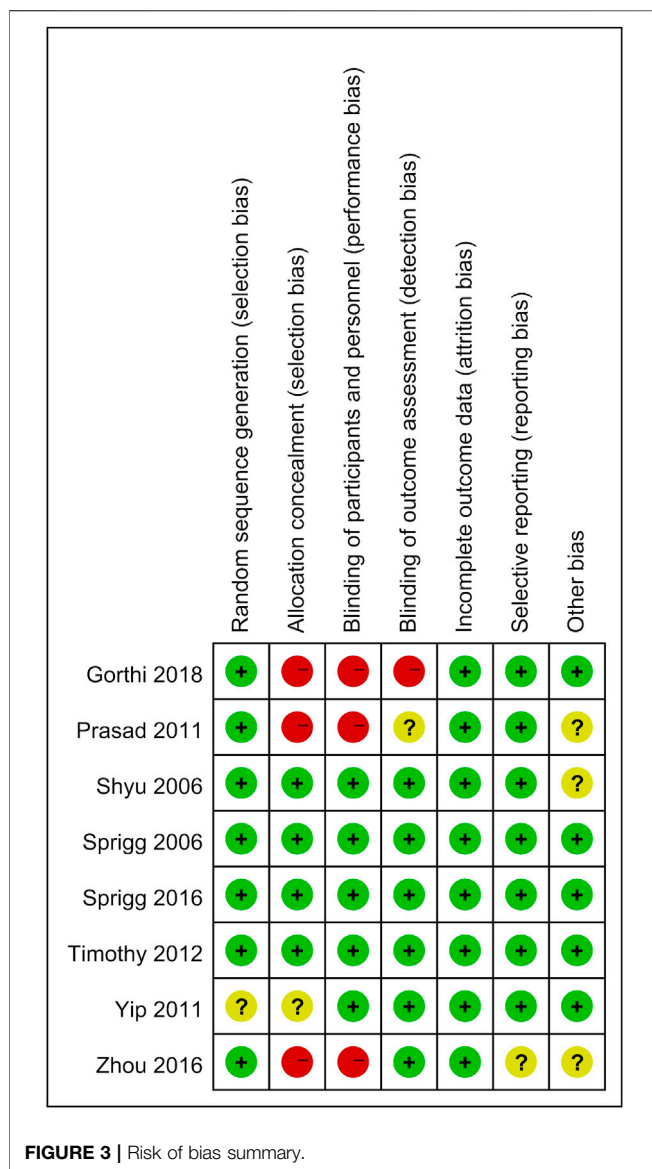 Random sequence generation (selection bias)
Allocation concealment (selection bias)
Blinding of participants and personnel (performance bias)
Blinding of outcome assessment (detection bias)
Incomplete outcome data (attrition bias)
Selective reporting (reporting bias)
Other bias
Gorthi 2018 + − − − + + +
Prasad 2011 + − − ? + + ?
Shyu 2006 + + + + + + ?
Sprigg 2006 + + + + + + +
Sprigg 2016 + + + + + + +
Timothy 2012 + + + + + + +
Yip 2011 ? ? + + + + +
Zhou 2016 + − − + + ? ?
FIGURE 3 | Risk of bias summary.